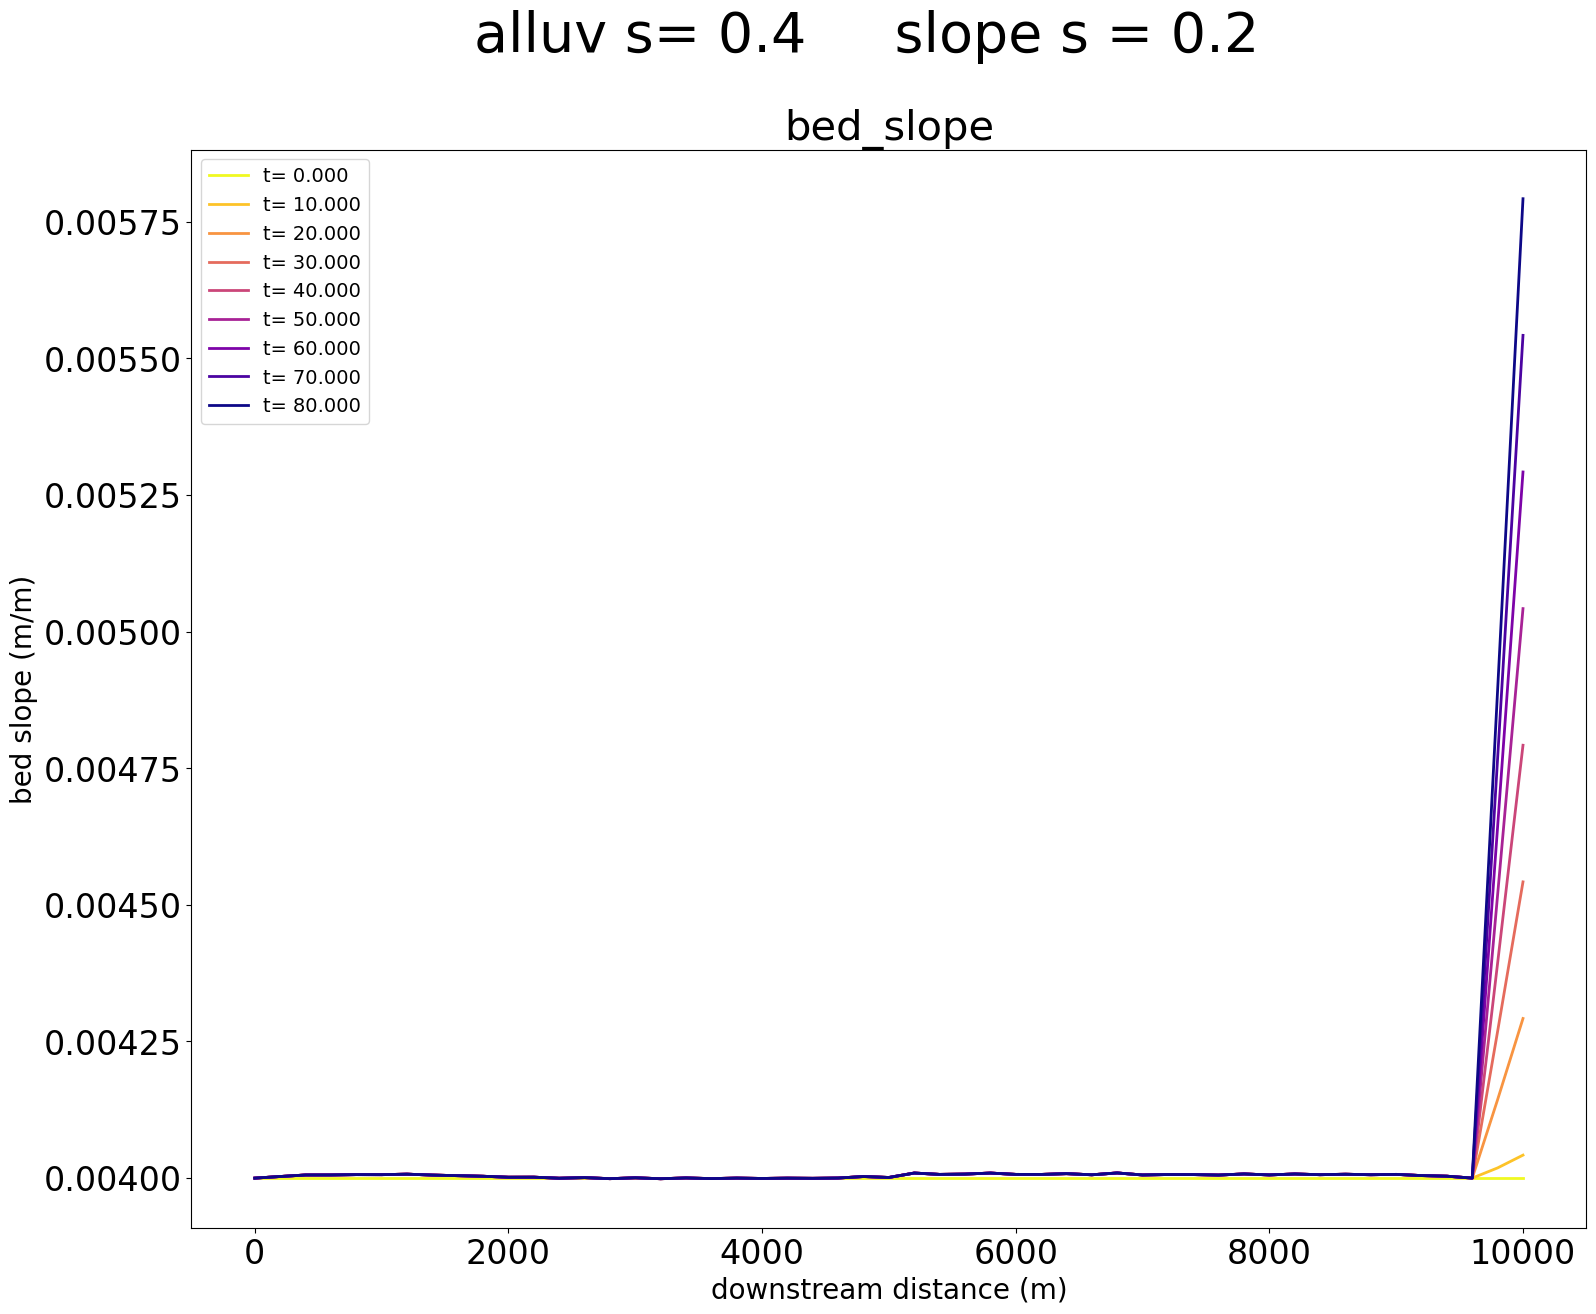 alluv s= 0.4 slope s = 0.2
bed_slope
t= 0.000
t= 10.000
t= 20.000
t= 30.000
t= 40.000
t= 50.000
t= 60.000
t= 70.000
t= 80.000
0.00575
0.00550
0.00525
0.00500
0.00475
0.00450
0.00425
0.00400
bed slope (m/m)
0 2000 4000 6000 8000 10000
downstream distance (m)